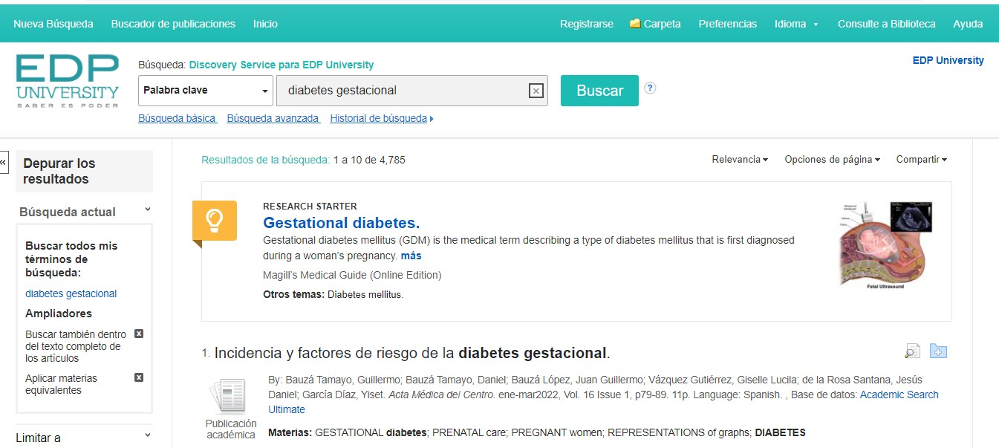 Nueva Búsqueda Buscador de publicaciones Inicio Registrarse Carpeta Preferencias Idioma Consulte a Biblioteca Ayuda
EDP
UNIVERSITY
SABER ES PODER
Búsqueda: Discovery Service para EDP University
EDP University
Palabra clave diabetes gestacional Buscar ?
Búsqueda básica Búsqueda avanzada Historial de búsqueda
«
Depurar los
resultados
Búsqueda actual
Buscar todos mis
términos de
búsqueda:
diabetes gestacional
Ampliadores
Buscar también dentro
del texto completo de
los artículos
Aplicar materias
equivalentes
Limitar a
Resultados de la búsqueda: 1 a 10 de 4,785 Relevancia Opciones de página Compartir
RESEARCH STARTER
Gestational diabetes.
Gestational diabetes mellitus (GDM) is the medical term describing a type of diabetes mellitus that is first diagnosed
during a woman's pregnancy. más
Magill's Medical Guide (Online Edition)
Otros temas: Diabetes mellitus.
Fetal Ultrasound
1. Incidencia y factores de riesgo de la diabetes gestacional.
Publicación
académica
By: Bauzá Tamayo, Guillermo; Bauzá Tamayo, Daniel; Bauzá López, Juan Guillermo; Vázquez Gutiérrez, Giselle Lucila; de la Rosa Santana, Jesús
Daniel; García Díaz, Yiset. Acta Médica del Centro. ene-mar2022, Vol. 16 Issue 1, p79-89. 11p. Language: Spanish. , Base de datos: Academic Search
Ultimate
Materias: GESTATIONAL diabetes; PRENATAL care; PREGNANT women; REPRESENTATIONS of graphs; DIABETES